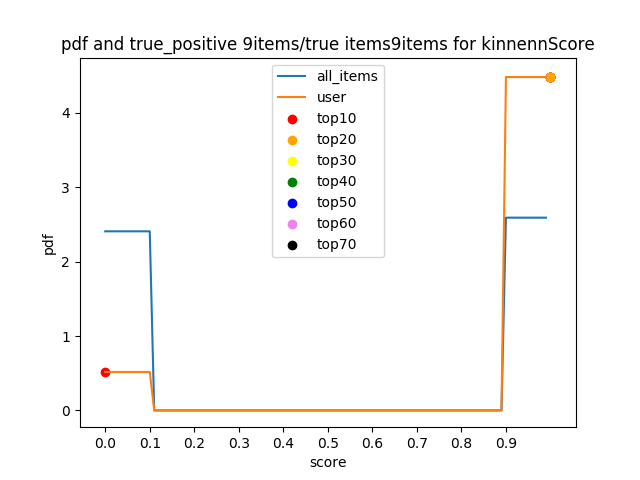 pdf and true_positive 9items/true items9items for kinnennScore
all_items
user
top10
top20
top30
top40
top50
top60
top70
pdf
4
3
2
1
0
0.0 0.1 0.2 0.3 0.4 0.5 0.6 0.7 0.8 0.9
score